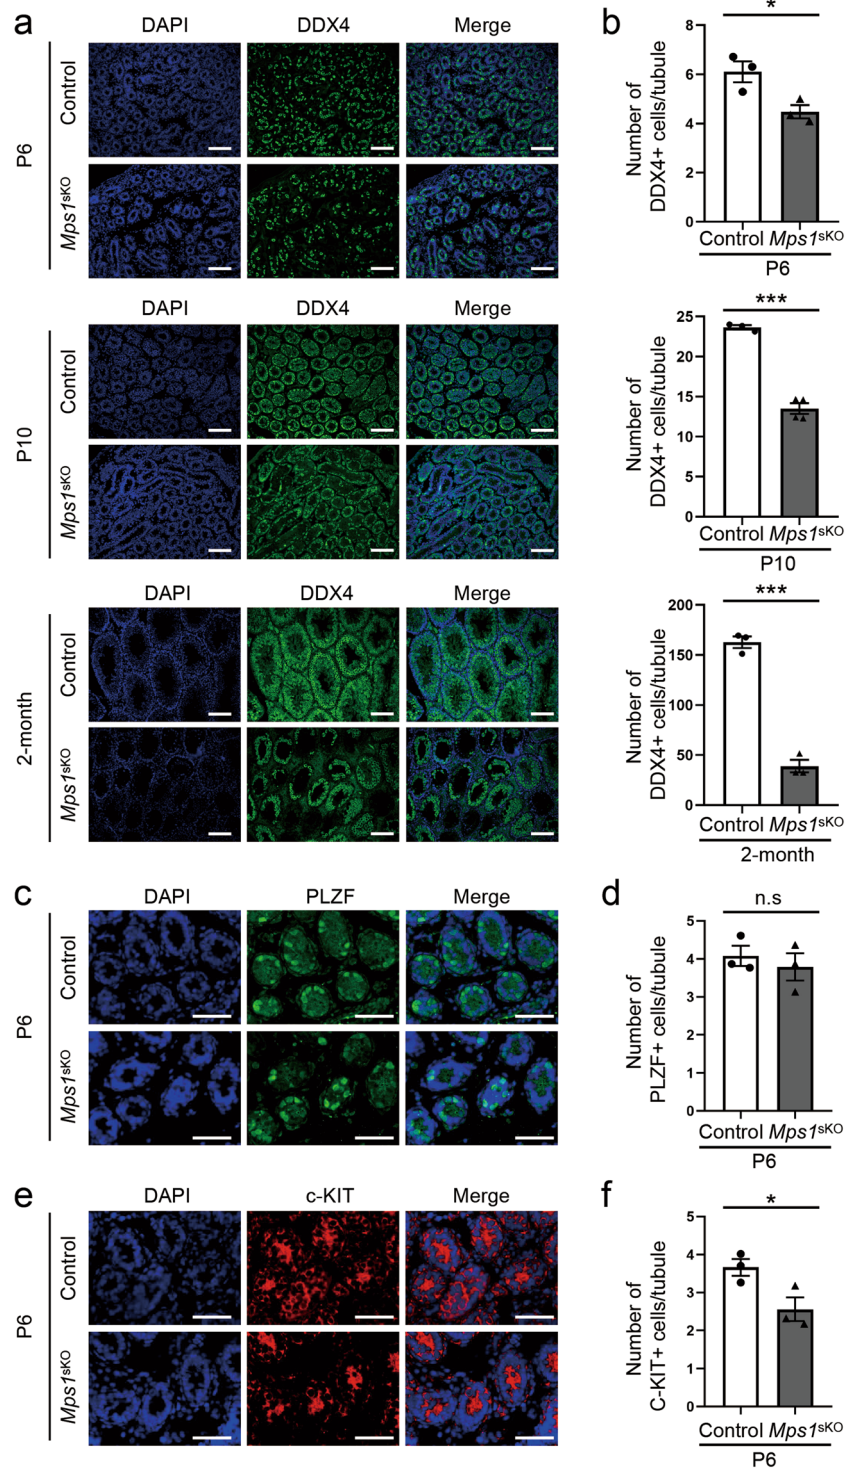 a
DAPI DDX4 Merge
P6
Control
Mps1sKO
DAPI DDX4 Merge
P10
Control
Mps1sKO
DAPI DDX4 Merge
2-month
Control
Mps1sKO
b
*
Number of
DDX4+ cells/tubule
8
6
4
2
0
Control Mps1sKO
P6
***
Number of
DDX4+ cells/tubule
25
20
15
10
5
0
Control Mps1sKO
P10
***
Number of
DDX4+ cells/tubule
200
150
100
50
0
Control Mps1sKO
2-month
c
DAPI PLZF Merge
P6
Control
Mps1sKO
d
n.s
Number of
PLZF+ cells/tubule
5
4
3
2
1
0
Control Mps1sKO
P6
e
DAPI c-KIT Merge
P6
Control
Mps1sKO
f
*
Number of
C-KIT+ cells/tubule
5
4
3
2
1
0
Control Mps1sKO
P6